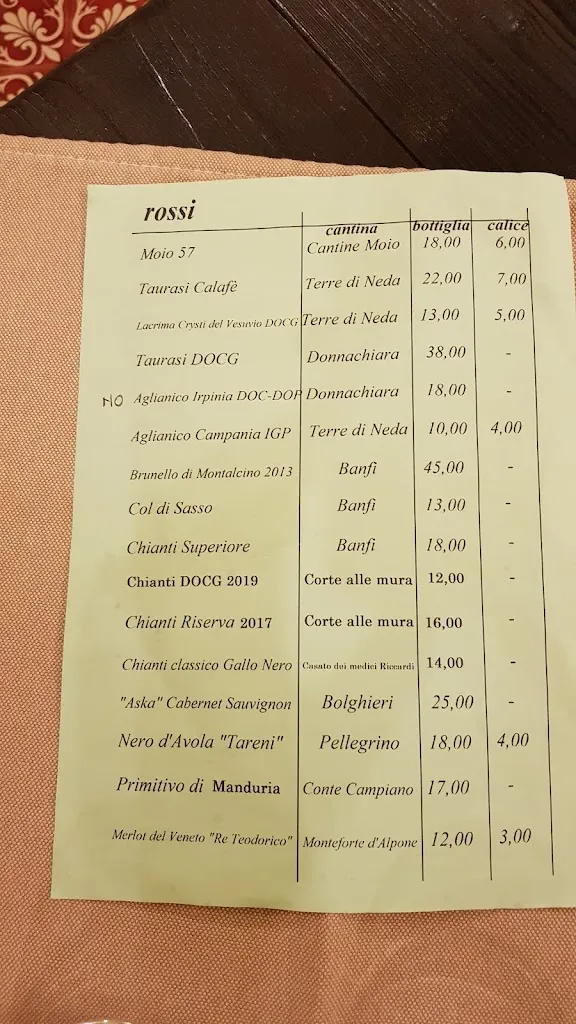 rossi
cantina bottiglia calice
Moio 57 Cantine Moio 18,00 6,00
Taurasi Calafè Terre di Neda 22,00 7,00
Lacrima Crysti del Vesuvio DOCG Terre di Neda 13,00 5,00
Taurasi DOCG Donnachiara 38,00 -
NO Aglianico Irpinia DOC-DOP Donnachiara 18,00 -
Aglianico Campania IGP Terre di Neda 10,00 4,00
Brunello di Montalcino 2013 Banfi 45,00 -
Col di Sasso Banfi 13,00 -
Chianti Superiore Banfi 18,00 -
Chianti DOCG 2019 Corte alle mura 12,00 -
Chianti Riserva 2017 Corte alle mura 16,00 -
Chianti classico Gallo Nero Casato dei medici Riccardi 14,00 -
"Aska" Cabernet Sauvignon Bolghieri 25,00 -
Nero d'Avola "Tareni" Pellegrino 18,00 4,00
Primitivo di Manduria Conte Campiano 17,00 -
Merlot del Veneto "Re Teodorico" Monteforte d'Alpone 12,00 3,00